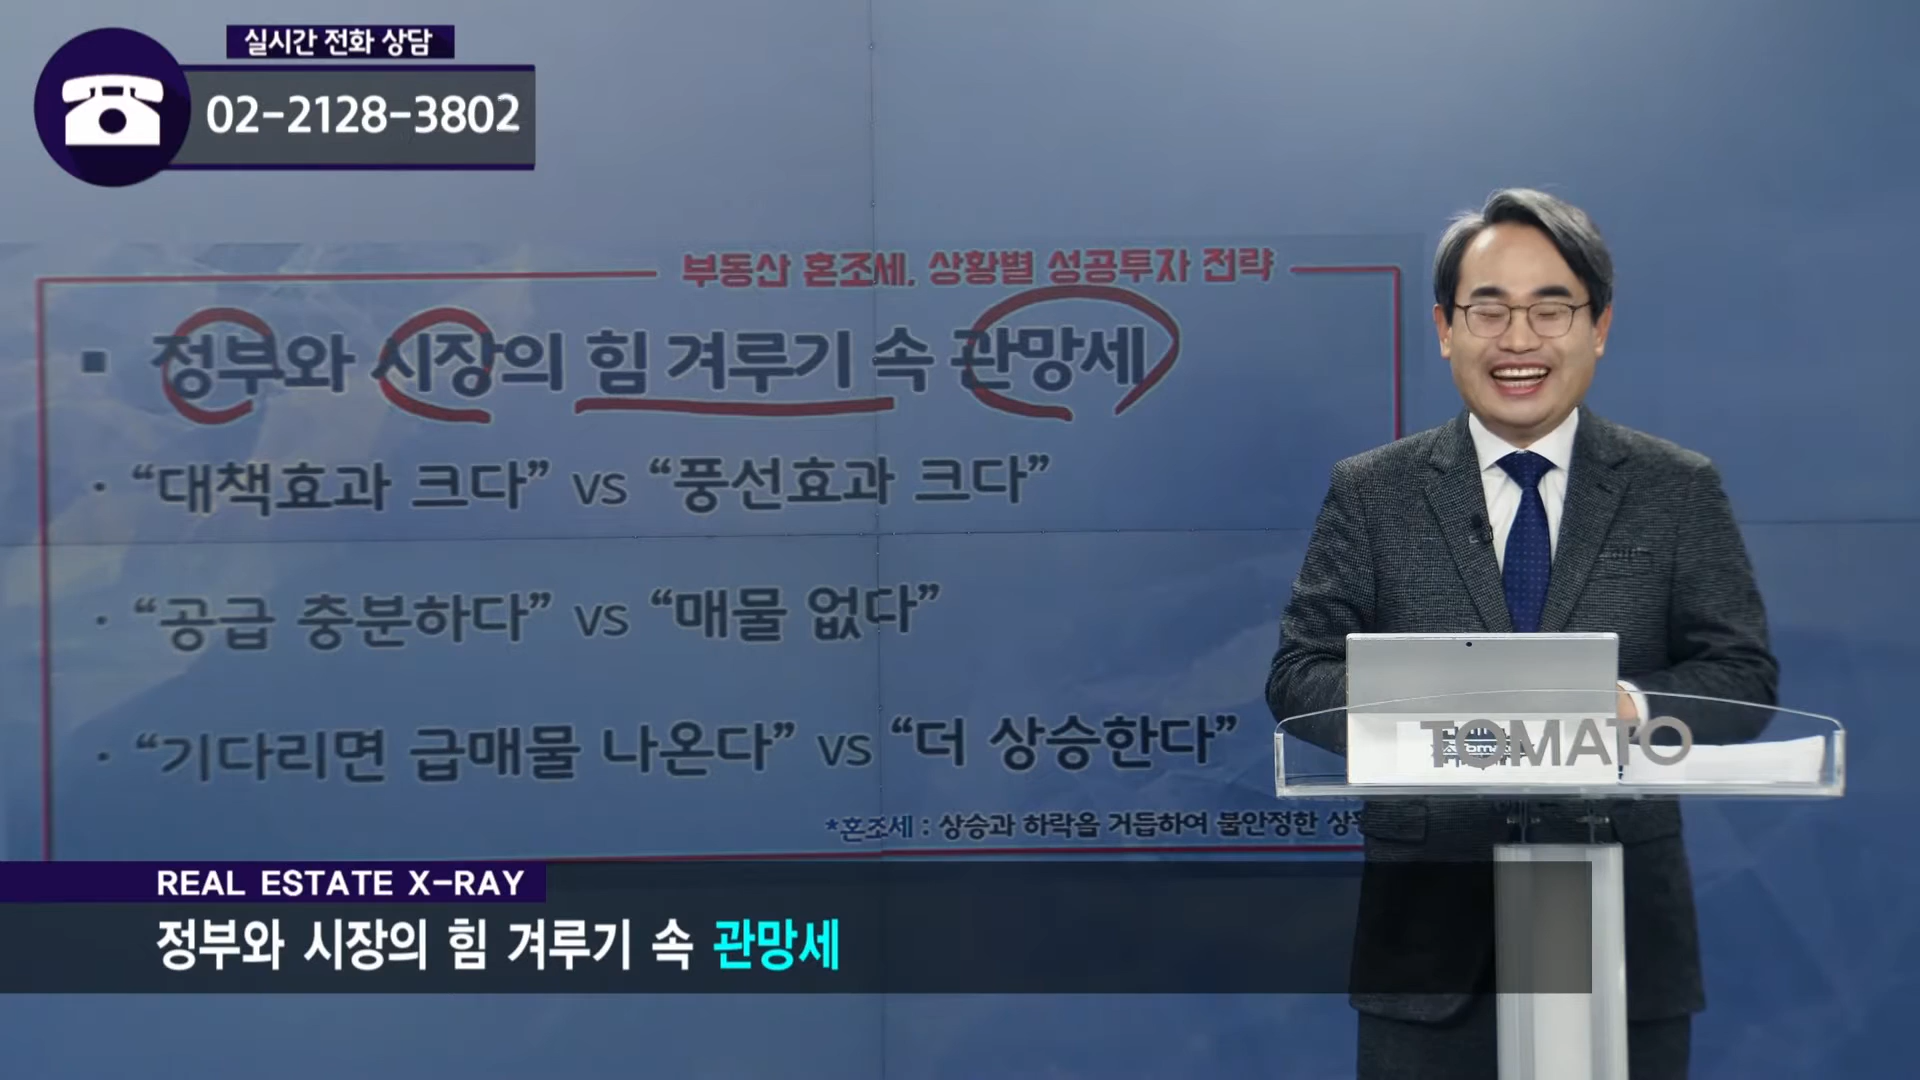 실시간 전화 상담
02-2128-3802
부동산 혼조세, 상황별 성공투자 전략
▪ 정부와 시장의 힘 겨루기 속 관망세
· “대책효과 크다” vs “풍선효과 크다”
· “공급 충분하다” vs “매물 없다”
· “기다리면 급매물 나온다” vs “더 상승한다”
*혼조세 : 상승과 하락을 거듭하여 불안정한
TOMATO
REAL ESTATE X-RAY
정부와 시장의 힘 겨루기 속 관망세